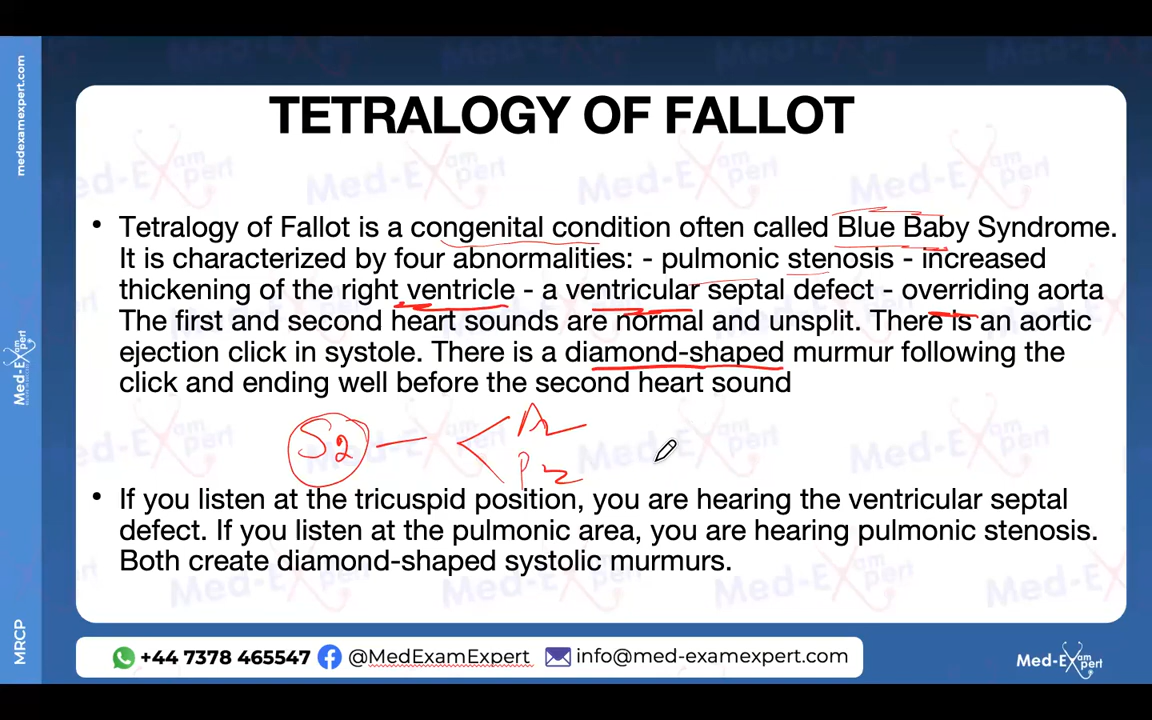 medexamexpert.com
TETRALOGY OF FALLOT
• Tetralogy of Fallot is a congenital condition often called Blue Baby Syndrome.
It is characterized by four abnormalities: - pulmonic stenosis - increased
thickening of the right ventricle - a ventricular septal defect - overriding aorta
The first and second heart sounds are normal and unsplit. There is an aortic
ejection click in systole. There is a diamond-shaped murmur following the
click and ending well before the second heart sound
S2 — < A2
P2
• If you listen at the tricuspid position, you are hearing the ventricular septal
defect. If you listen at the pulmonic area, you are hearing pulmonic stenosis.
Both create diamond-shaped systolic murmurs.
Med-Exam Expert
MRCP
+44 7378 465547 @MedExamExpert info@med-examexpert.com
Med-Exam Expert